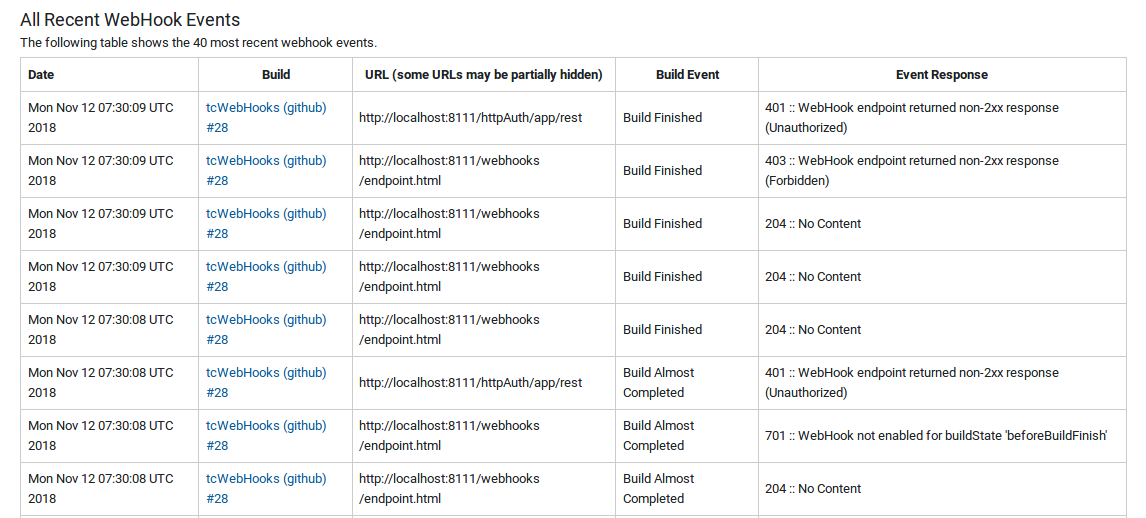 All Recent WebHook Events
The following table shows the 40 most recent webhook events.
Date Build URL (some URLs may be partially hidden) Build Event Event Response
Mon Nov 12 07:30:09 UTC
2018
tcWebHooks (github)
#28
http://localhost:8111/httpAuth/app/rest
Build Finished
401 :: WebHook endpoint returned non-2xx response
(Unauthorized)
Mon Nov 12 07:30:09 UTC
2018
tcWebHooks (github)
#28
http://localhost:8111/webhooks
/endpoint.html
Build Finished
403 :: WebHook endpoint returned non-2xx response
(Forbidden)
Mon Nov 12 07:30:09 UTC
2018
tcWebHooks (github)
#28
http://localhost:8111/webhooks
/endpoint.html
Build Finished
204 :: No Content
Mon Nov 12 07:30:09 UTC
2018
tcWebHooks (github)
#28
http://localhost:8111/webhooks
/endpoint.html
Build Finished
204 :: No Content
Mon Nov 12 07:30:08 UTC
2018
tcWebHooks (github)
#28
http://localhost:8111/webhooks
/endpoint.html
Build Finished
204 :: No Content
Mon Nov 12 07:30:08 UTC
2018
tcWebHooks (github)
#28
http://localhost:8111/httpAuth/app/rest
Build Almost
Completed
401 :: WebHook endpoint returned non-2xx response
(Unauthorized)
Mon Nov 12 07:30:08 UTC
2018
tcWebHooks (github)
#28
http://localhost:8111/webhooks
/endpoint.html
Build Almost
Completed
701 :: WebHook not enabled for buildState 'beforeBuildFinish'
Mon Nov 12 07:30:08 UTC
2018
tcWebHooks (github)
#28
http://localhost:8111/webhooks
/endpoint.html
Build Almost
Completed
204 :: No Content